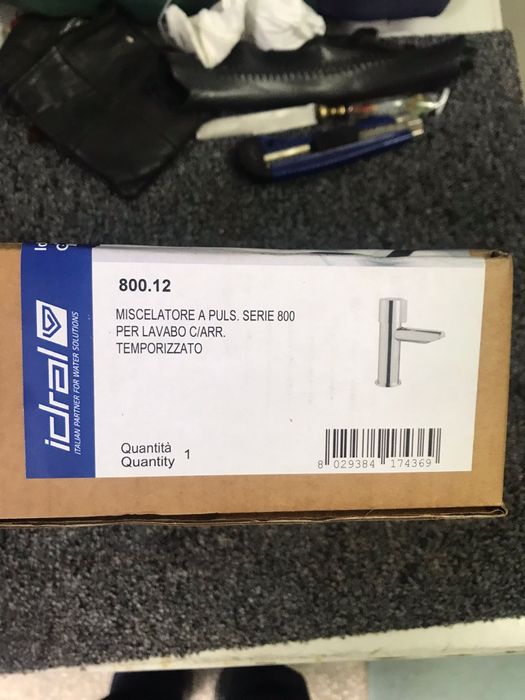 800.12
MISCELATORE A PULS. SERIE 800
PER LAVABO C/ARR.
TEMPORIZZATO
idral
ITALIAN PARTNER FOR WATER SOLUTIONS
Quantità
Quantity 1
8 029384 174369